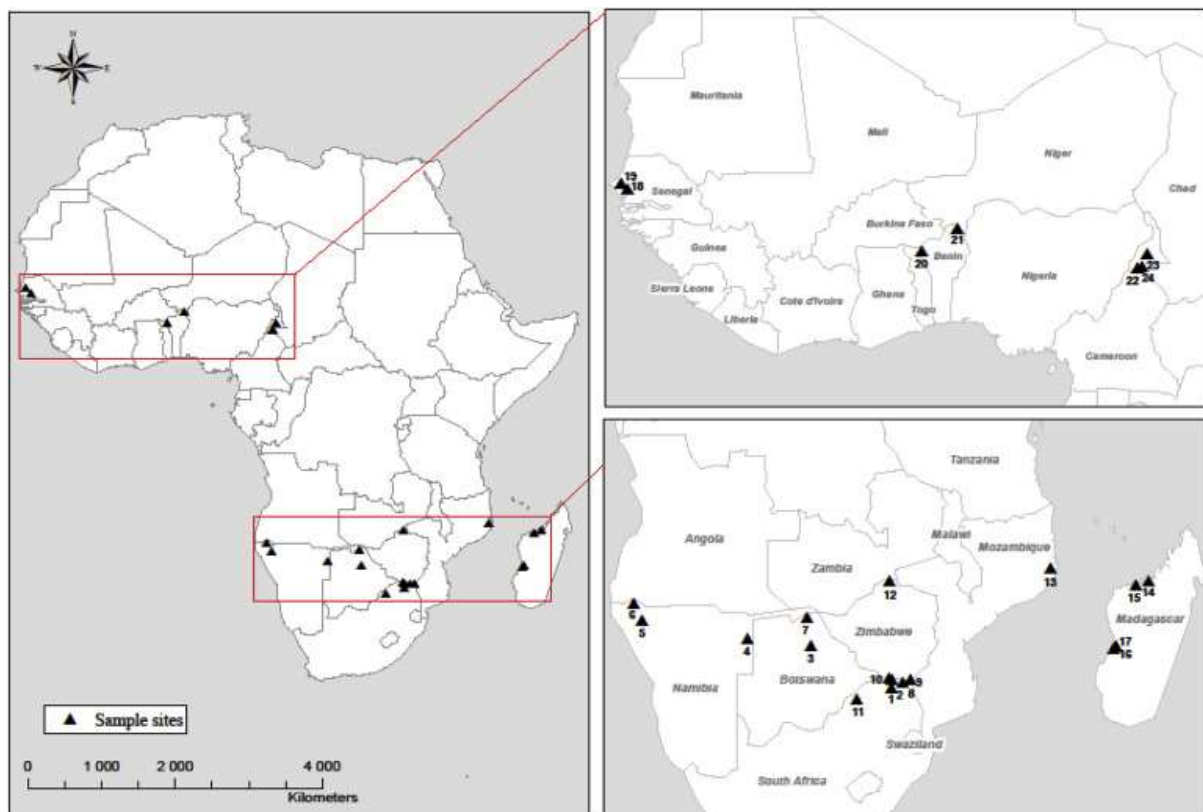 N
W
E
S
Sample sites
0
1 000
2 000
4 000
Kilometers
Mauritania
Mali
Niger
Chad
19
18
Senegal
Burkina Faso
21
Guinea
20
Benin
Nigeria
23
22
24
Sierra Leone
Cote d'Ivoire
Ghana
Togo
Liberia
Cameroon
Tanzania
Angola
Malawi
Zambia
Mozambique
13
12
15
14
6
Madagascar
5
7
Zimbabwe
4
3
17
16
Namibia
Botswana
10
9
2
1
8
11
Swaziland
South Africa